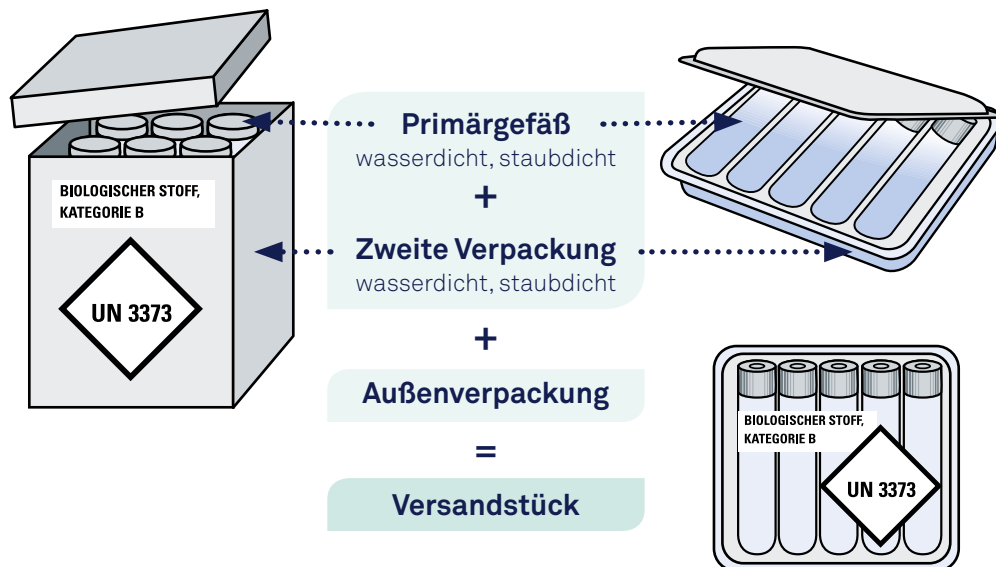 Primärgefäß
wasserdicht, staubdicht
+
BIOLOGISCHER STOFF,
KATEGORIE B
UN 3373
Zweite Verpackung
wasserdicht, staubdicht
+
Außenverpackung
=
Versandstück
BIOLOGISCHER STOFF,
KATEGORIE B
UN 3373